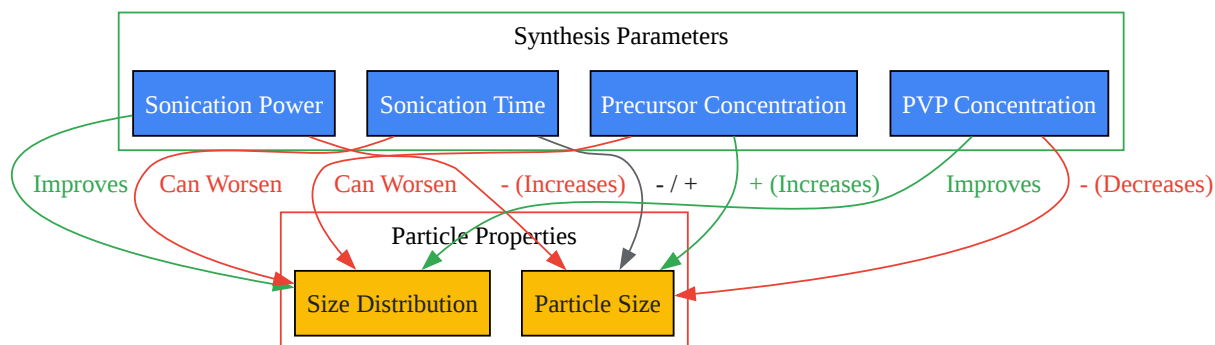 Synthesis Parameters
Sonication Power
Sonication Time
Precursor Concentration
PVP Concentration
Improves
Can Worsen
Can Worsen
- (Increases)
- / +
+ (Increases)
Improves
- (Decreases)
Particle Properties
Size Distribution
Particle Size